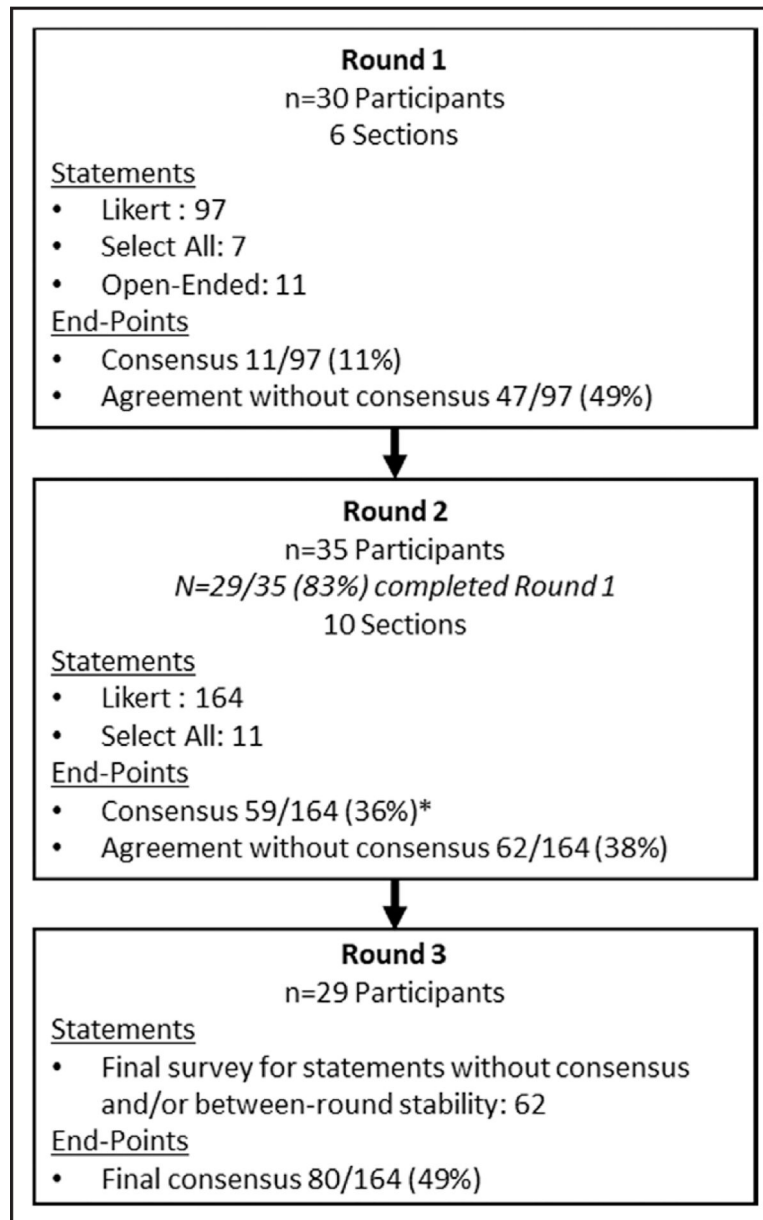 Round 1
n=30 Participants
6 Sections
Statements
• Likert : 97
• Select All: 7
• Open-Ended: 11
End-Points
• Consensus 11/97 (11%)
• Agreement without consensus 47/97 (49%)
Round 2
n=35 Participants
N=29/35 (83%) completed Round 1
10 Sections
Statements
• Likert : 164
• Select All: 11
End-Points
• Consensus 59/164 (36%)*
• Agreement without consensus 62/164 (38%)
Round 3
n=29 Participants
Statements
• Final survey for statements without consensus
and/or between-round stability: 62
End-Points
• Final consensus 80/164 (49%)